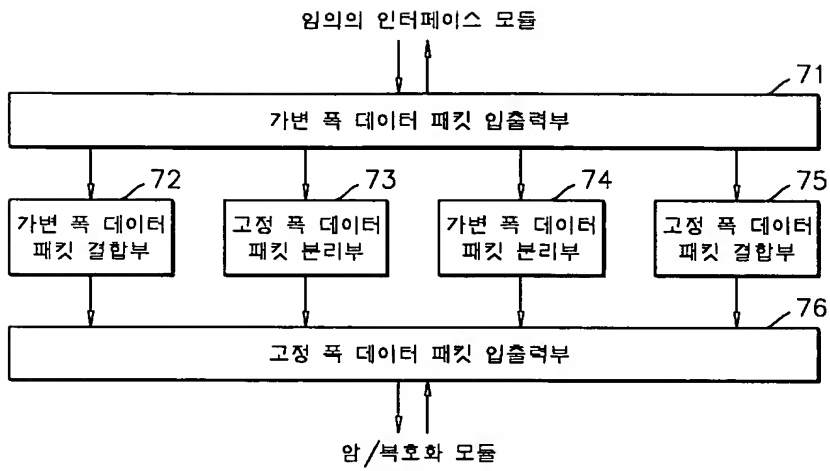 임의의 인터페이스 모듈
71
가변 폭 데이터 패킷 입출력부
72
73
74
75
가변 폭 데이터
패킷 결합부
고정 폭 데이터
패킷 분리부
가변 폭 데이터
패킷 분리부
고정 폭 데이터
패킷 결합부
76
고정 폭 데이터 패킷 입출력부
암/복호화 모듈